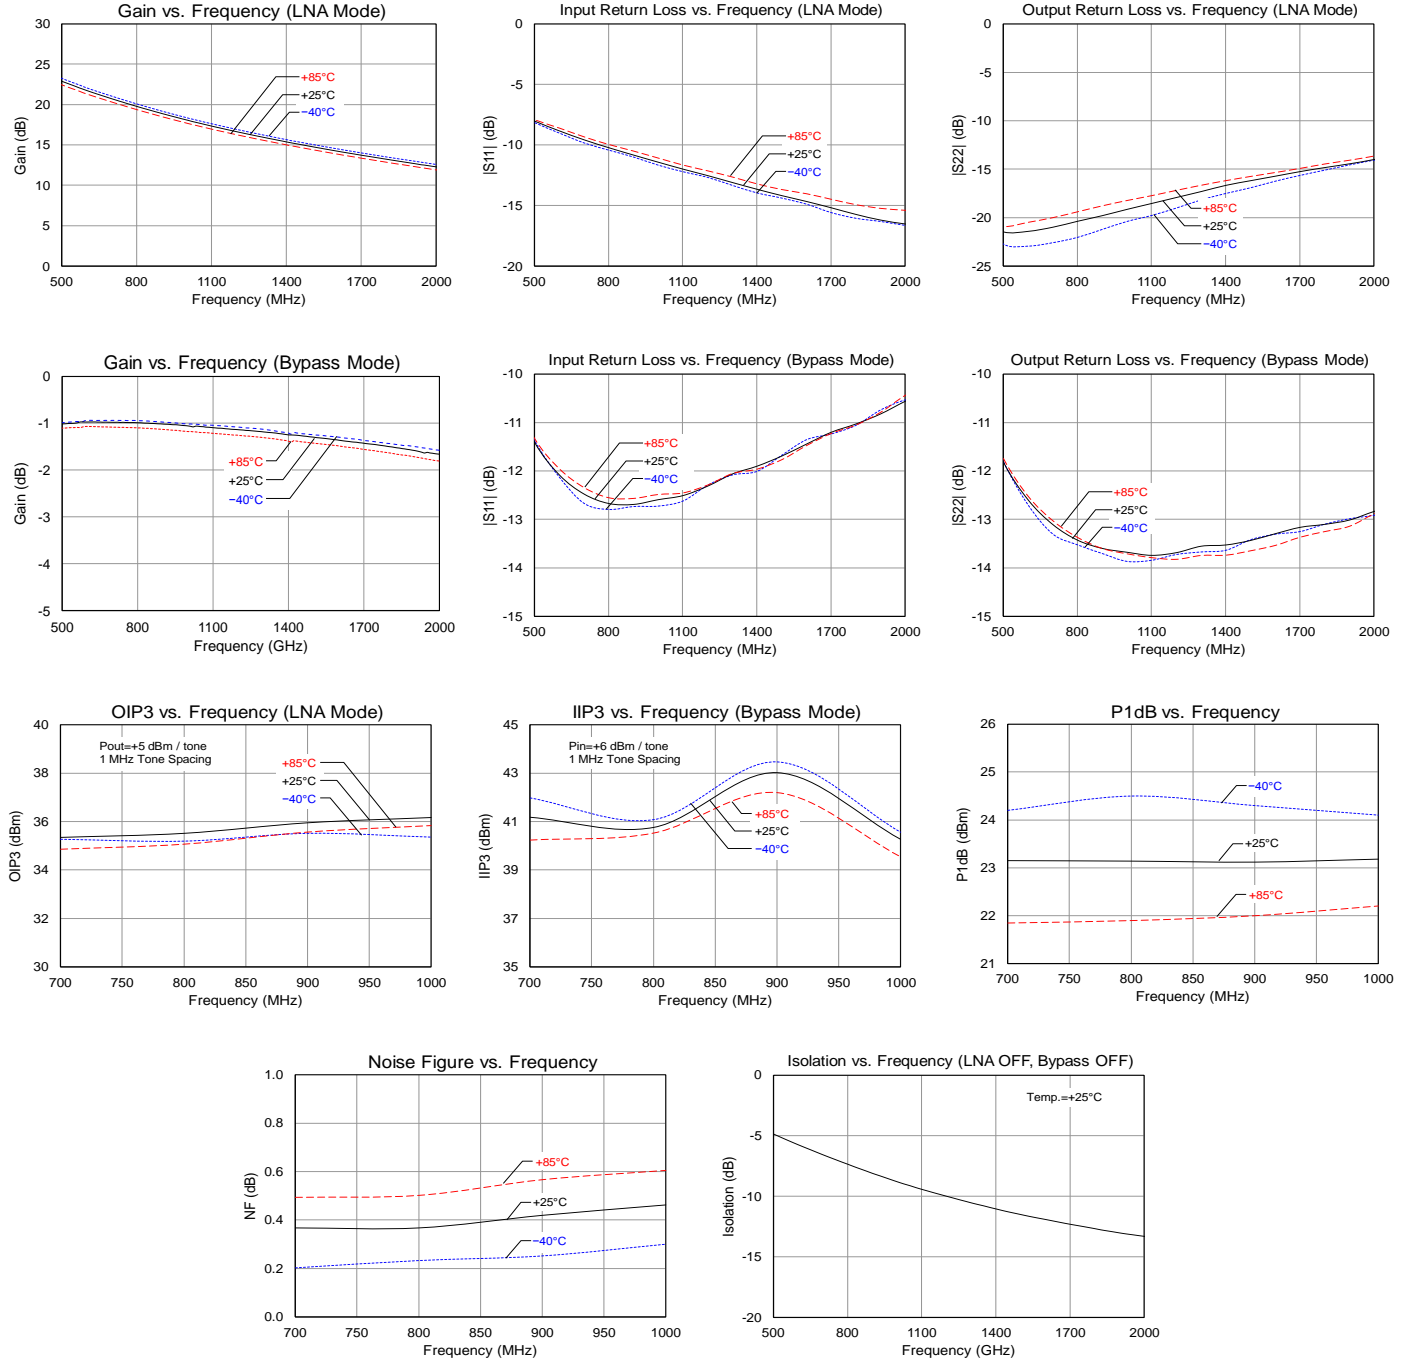 Gain vs. Frequency (LNA Mode)
30
25
20
15
10
5
0
Gain (dB)
+85°C
+25°C
−40°C
500 800 1100 1400 1700 2000
Frequency (MHz)
Input Return Loss vs. Frequency (LNA Mode)
0
-5
-10
-15
-20
|S11| (dB)
+85°C
+25°C
−40°C
500 800 1100 1400 1700 2000
Frequency (MHz)
Output Return Loss vs. Frequency (LNA Mode)
0
-5
-10
-15
-20
-25
|S22| (dB)
+85°C
+25°C
−40°C
500 800 1100 1400 1700 2000
Frequency (MHz)
Gain vs. Frequency (Bypass Mode)
0
-1
-2
-3
-4
-5
Gain (dB)
+85°C
+25°C
−40°C
500 800 1100 1400 1700 2000
Frequency (GHz)
Input Return Loss vs. Frequency (Bypass Mode)
-10
-11
-12
-13
-14
-15
|S11| (dB)
+85°C
+25°C
−40°C
500 800 1100 1400 1700 2000
Frequency (MHz)
Output Return Loss vs. Frequency (Bypass Mode)
-10
-11
-12
-13
-14
-15
|S22| (dB)
+85°C
+25°C
−40°C
500 800 1100 1400 1700 2000
Frequency (MHz)
OIP3 vs. Frequency (LNA Mode)
40
38
36
34
32
30
OIP3 (dBm)
Pout=+5 dBm / tone
1 MHz Tone Spacing
+85°C
+25°C
−40°C
700 750 800 850 900 950 1000
Frequency (MHz)
IIP3 vs. Frequency (Bypass Mode)
45
43
41
39
37
35
IIP3 (dBm)
Pin=+6 dBm / tone
1 MHz Tone Spacing
+85°C
+25°C
−40°C
700 750 800 850 900 950 1000
Frequency (MHz)
P1dB vs. Frequency
26
25
24
23
22
21
P1dB (dBm)
−40°C
+25°C
+85°C
700 750 800 850 900 950 1000
Frequency (MHz)
Noise Figure vs. Frequency
1.0
0.8
0.6
0.4
0.2
0.0
NF (dB)
+85°C
+25°C
−40°C
700 750 800 850 900 950 1000
Frequency (MHz)
Isolation vs. Frequency (LNA OFF, Bypass OFF)
0
-5
-10
-15
-20
Isolation (dB)
Temp.=+25°C
500 800 1100 1400 1700 2000
Frequency (GHz)